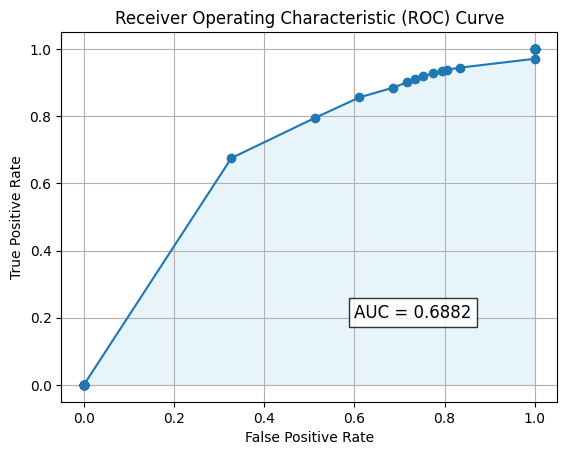 Receiver Operating Characteristic (ROC) Curve
1.0
0.8
0.6
0.4
0.2
0.0
True Positive Rate
AUC = 0.6882
0.0 0.2 0.4 0.6 0.8 1.0
False Positive Rate